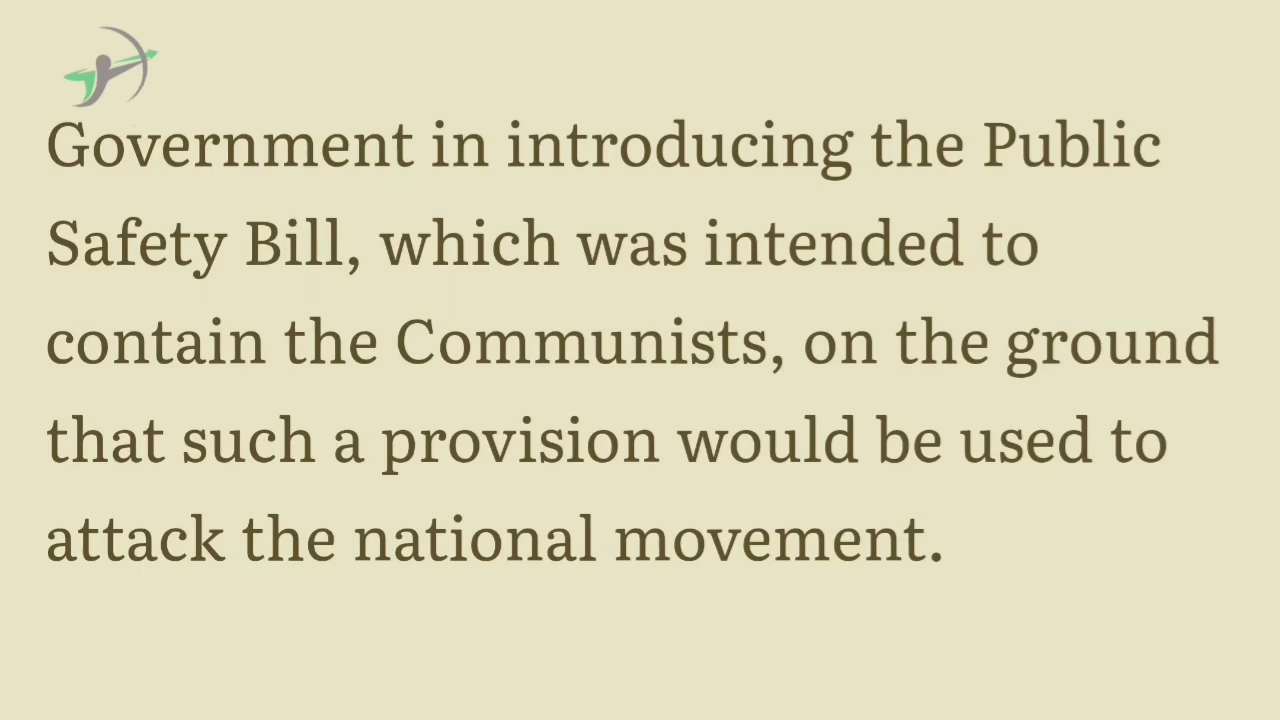 Government in introducing the Public
Safety Bill, which was intended to
contain the Communists, on the ground
that such a provision would be used to
attack the national movement.